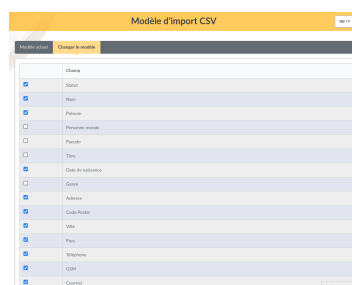 Modèle d'import CSV
Modèle actuel
Changer le modèle
Champ
Statut
Nom
Prénom
Personne morale
Pseudo
Titre
Date de naissance
Genre
Adresse
Code Postal
Ville
Pays
Téléphone
GSM
Courriel